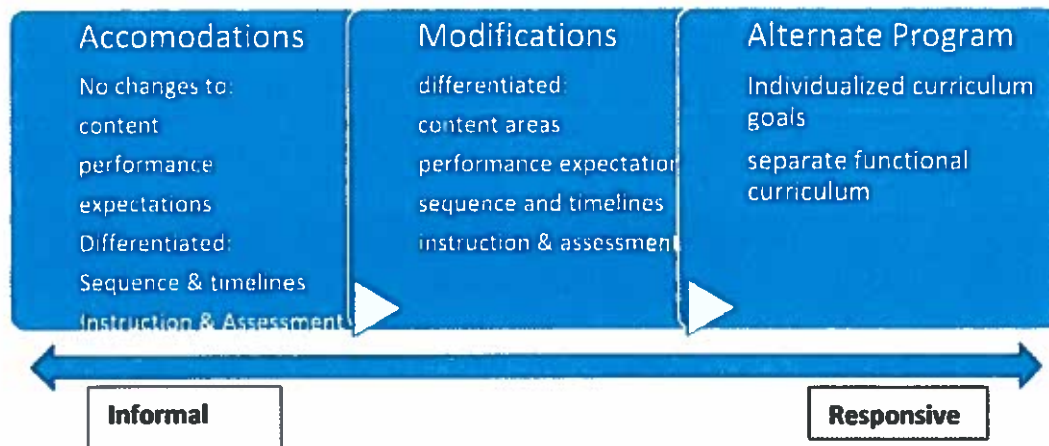 Accomodations
No changes to:
content
performance
expectations
Differentiated:
Sequence & timelines
Instruction & Assessment
Modifications
differentiated:
content areas
performance expectation
sequence and timelines
instruction & assessment
Alternate Program
Individualized curriculum
goals
separate functional
curriculum
Informal
Responsive